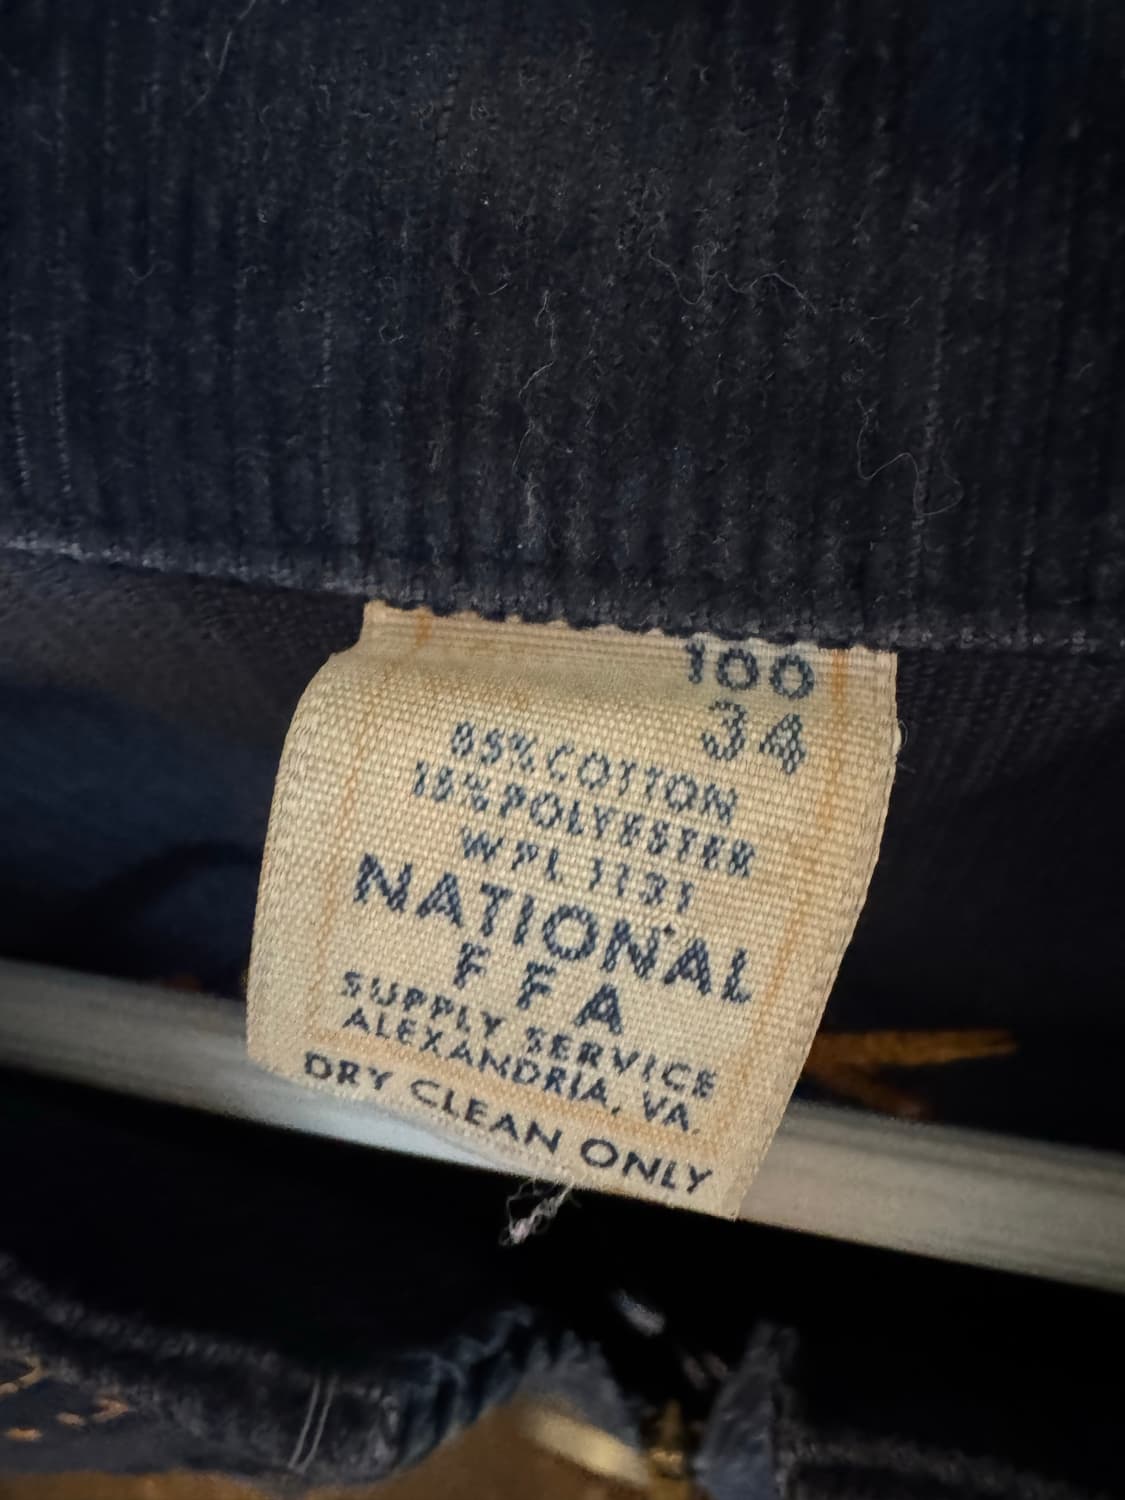 100
34
85% COTTON
15% POLYESTER
WPL 1131
NATIONAL
F F A
SUPPLY SERVICE
ALEXANDRIA, VA.
DRY CLEAN ONLY